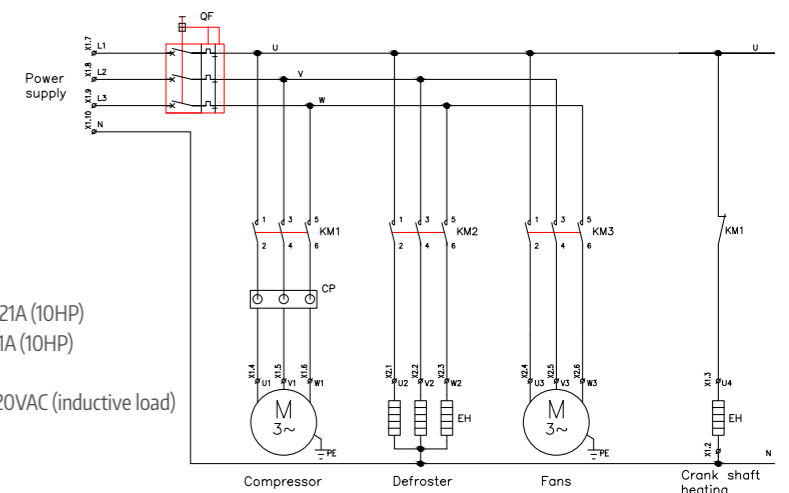 QF
X1.7 L1 U U
X1.8 L2 V
Power supply
X1.9 L3 W
X1.10 N
1 3 5 KM1 1 3 5 KM2 1 3 5 KM3 KM1
2 4 6 2 4 6 2 4 6
CP
21A (10HP)
1A (10HP)
X1.4 U1 X1.5 V1 X1.6 W1 X2.1 U2 X2.2 V2 X2.3 W2 X2.4 U3 X2.5 V3 X2.6 W3 X1.3 U4
20VAC (inductive load)
M 3~ EH M 3~ EH
PE PE X1.2 N
Compressor Defroster Fans Crank shaft
heating